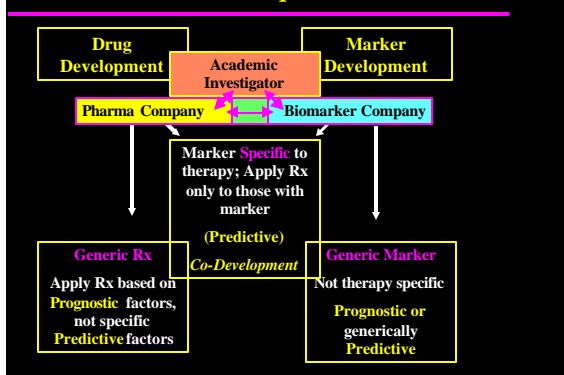 Drug
Development
Marker
Development
Academic
Investigator
Pharma Company
Biomarker Company
Marker Specific to
therapy; Apply Rx
only to those with
marker
(Predictive)
Co-Development
Generic Rx
Apply Rx based on
Prognostic factors,
not specific
Predictive factors
Generic Marker
Not therapy specific
Prognostic or
generically
Predictive